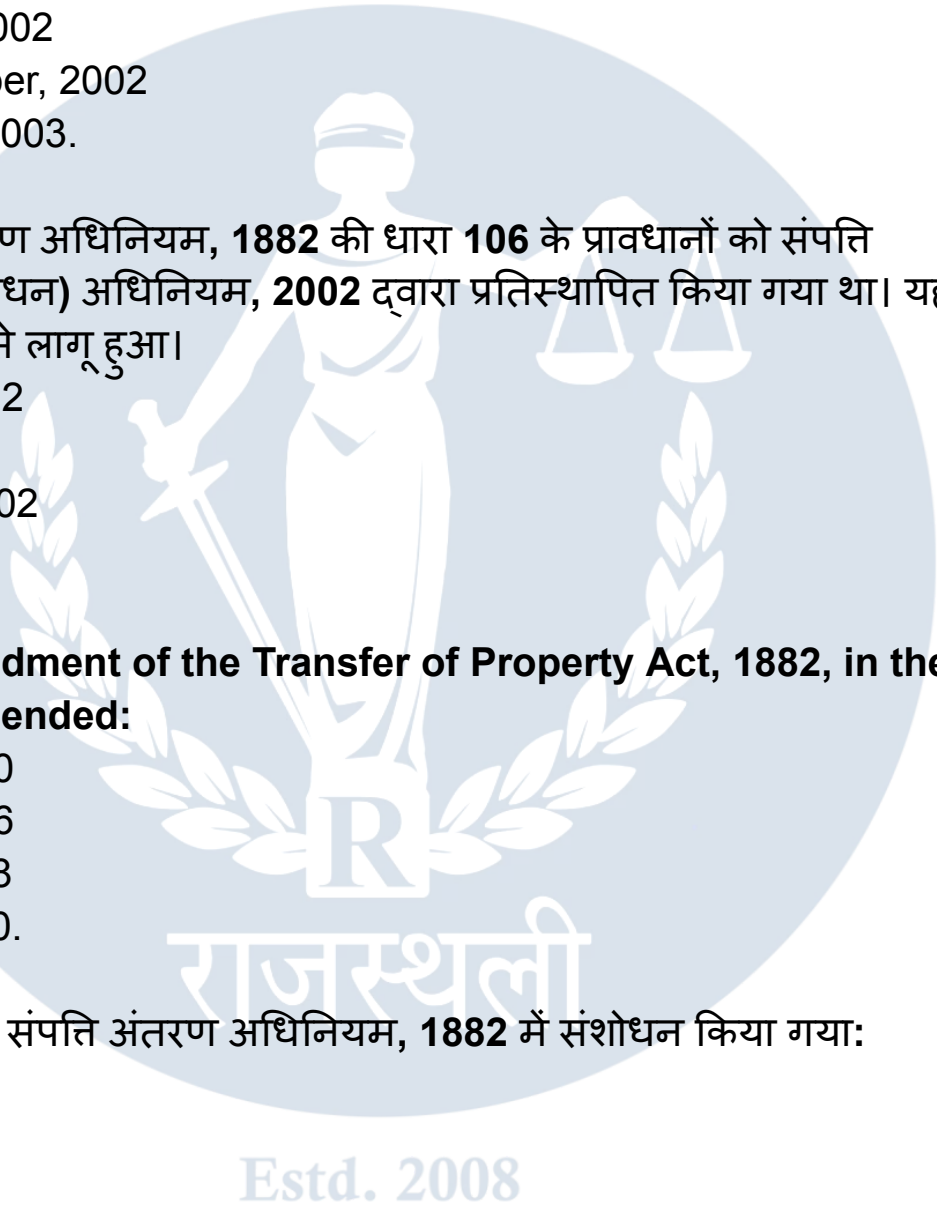 002
er, 2002
003.
ण अधिनियम, 1882 की धारा 106 के प्रावधानों को संपत्ति
धन) अधिनियम, 2002 द्वारा प्रतिस्थापित किया गया था। यह
से लागू हुआ।
2
02
dment of the Transfer of Property Act, 1882, in the
ended:
0
6
3
0.
R
राजस्थली
संपत्ति अंतरण अधिनियम, 1882 में संशोधन किया गया:
Estd. 2008